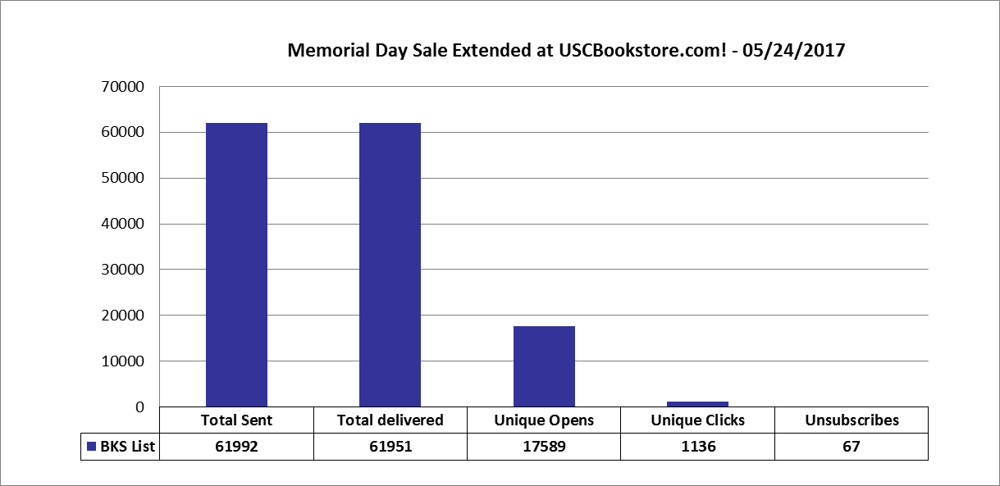 Memorial Day Sale Extended at USCBookstore.com! - 05/24/2017
70000
60000
50000
40000
30000
20000
10000
0
Total Sent Total delivered Unique Opens Unique Clicks Unsubscribes
BKS List 61992 61951 17589 1136 67